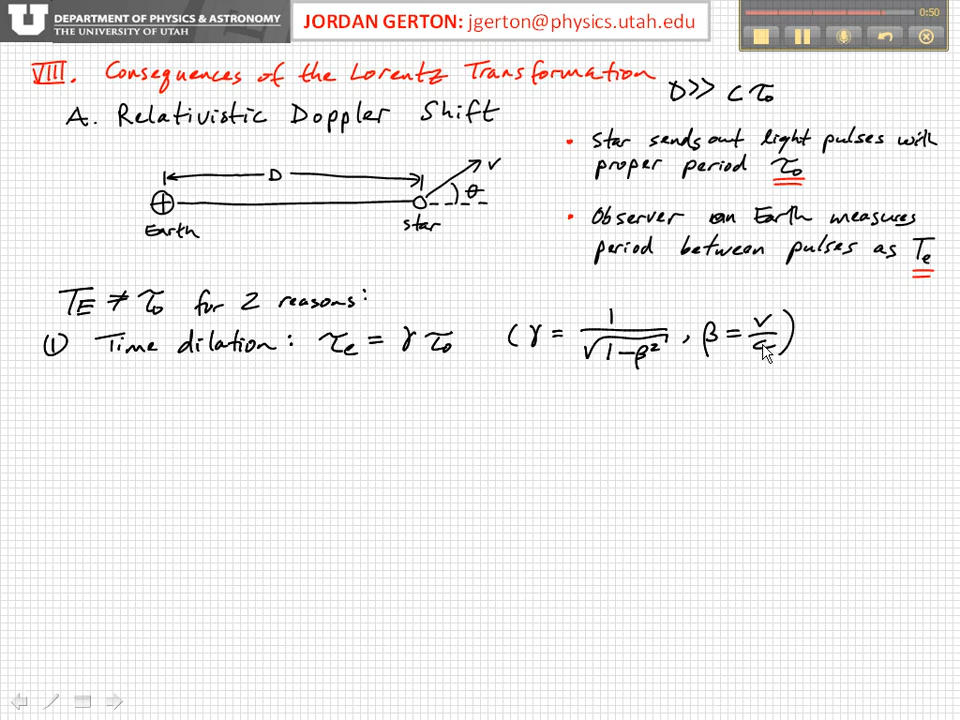 U DEPARTMENT OF PHYSICS & ASTRONOMY
THE UNIVERSITY OF UTAH
JORDAN GERTON: jgerton@physics.utah.edu
0:50
VIII. Consequences of the Lorentz Transformation
D >> c τ₀
A. Relativistic Doppler Shift
• Star sends out light pulses with
proper period τ₀
D
v
θ
Earth
Star
• Observer on Earth measures
period between pulses as Tₑ
T_E ≠ τ₀ for 2 reasons:
① Time dilation: τₑ = γ τ₀ (γ = 1/√(1-β²), β = v/c)